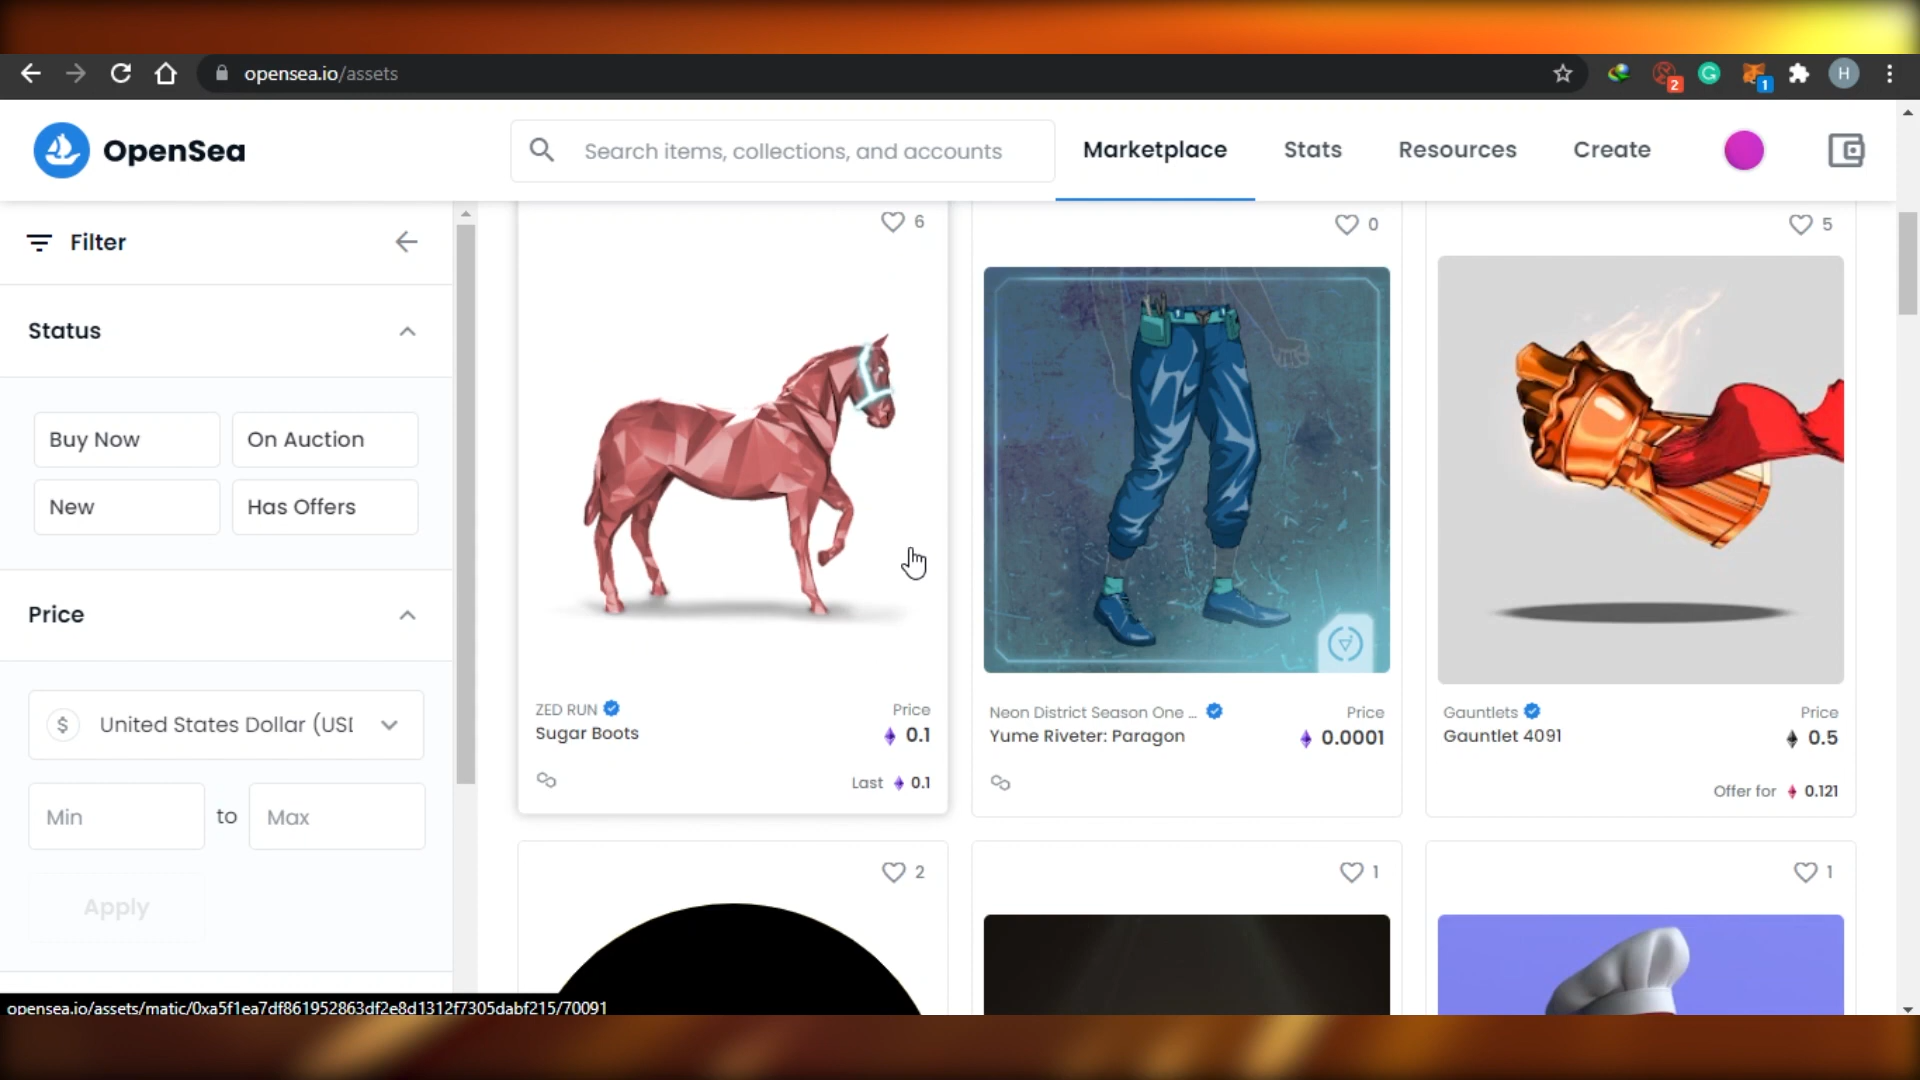 opensea.io/assets
2
1
H
OpenSea
Search items, collections, and accounts
Marketplace
Stats
Resources
Create
Filter
Status
Buy Now
On Auction
New
Has Offers
Price
$ United States Dollar (USD
Min
to
Max
Apply
6
ZED RUN
Price
Sugar Boots
0.1
Last 0.1
0
Neon District Season One ...
Price
Yume Riveter: Paragon
0.0001
5
Gauntlets
Price
Gauntlet 4091
0.5
Offer for 0.121
2
1
1
opensea.io/assets/matic/0xa5f1ea7df861952863df2e8d1312f7305dabf215/70091